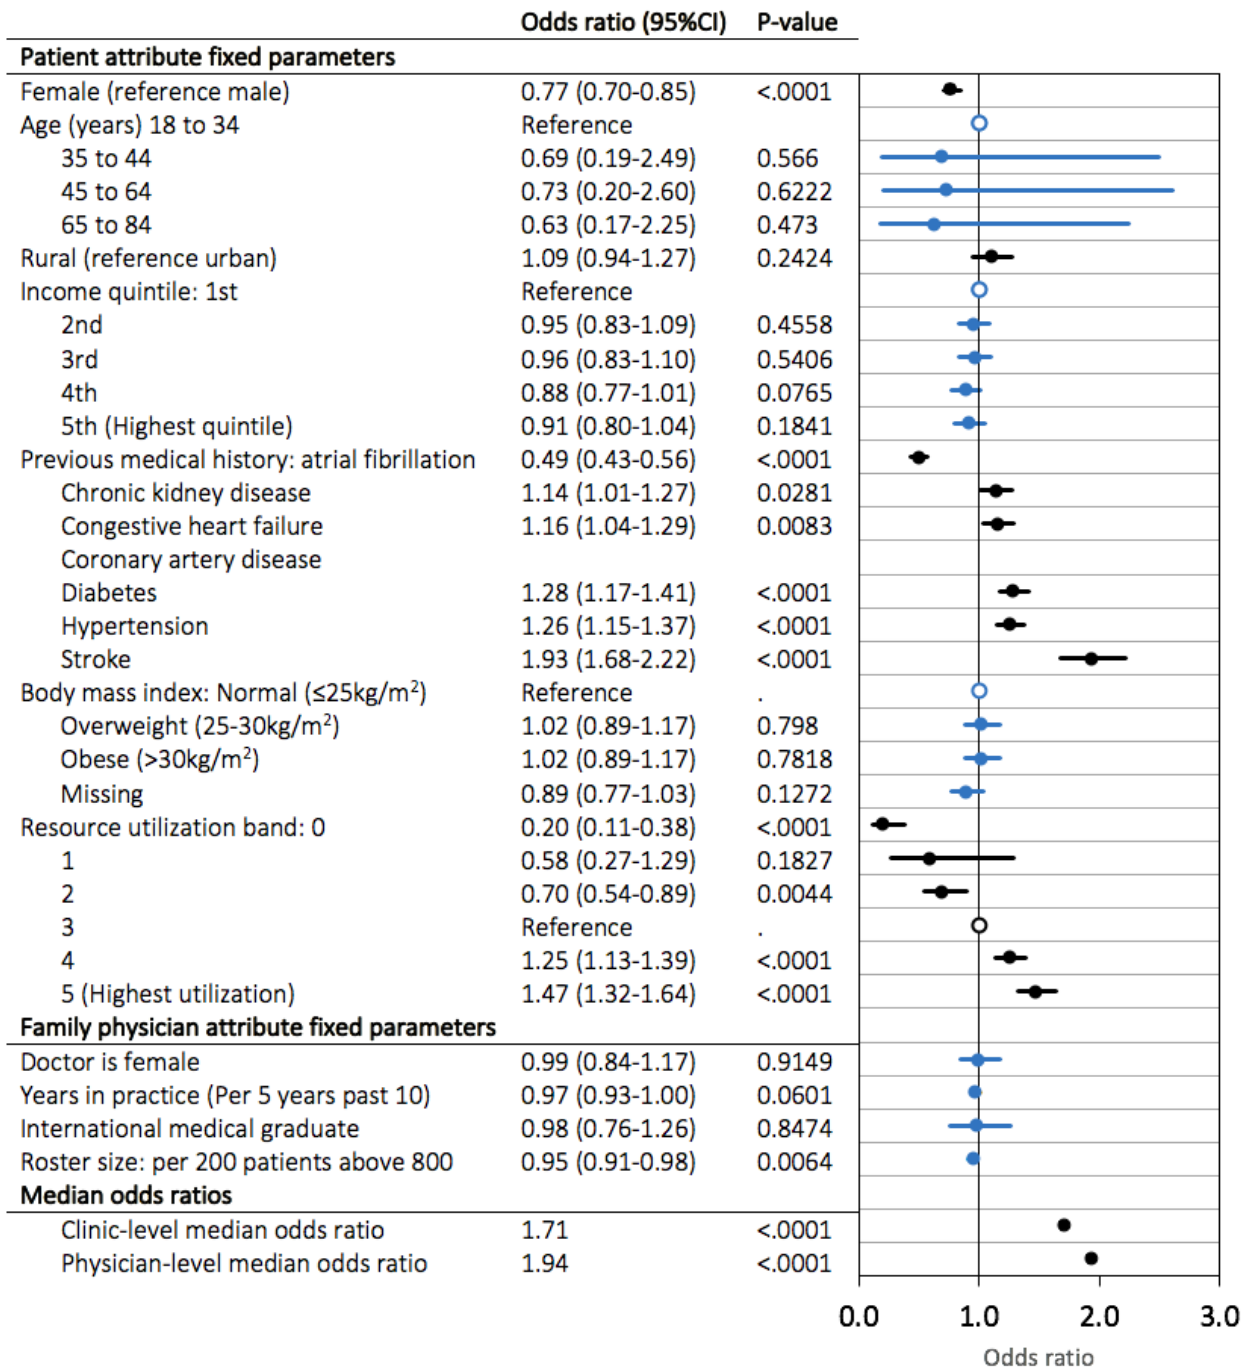 Odds ratio (95%CI) P-value
Patient attribute fixed parameters
Female (reference male) 0.77 (0.70-0.85) <.0001
Age (years) 18 to 34 Reference
35 to 44 0.69 (0.19-2.49) 0.566
45 to 64 0.73 (0.20-2.60) 0.6222
65 to 84 0.63 (0.17-2.25) 0.473
Rural (reference urban) 1.09 (0.94-1.27) 0.2424
Income quintile: 1st Reference
2nd 0.95 (0.83-1.09) 0.4558
3rd 0.96 (0.83-1.10) 0.5406
4th 0.88 (0.77-1.01) 0.0765
5th (Highest quintile) 0.91 (0.80-1.04) 0.1841
Previous medical history: atrial fibrillation 0.49 (0.43-0.56) <.0001
Chronic kidney disease 1.14 (1.01-1.27) 0.0281
Congestive heart failure 1.16 (1.04-1.29) 0.0083
Coronary artery disease
Diabetes 1.28 (1.17-1.41) <.0001
Hypertension 1.26 (1.15-1.37) <.0001
Stroke 1.93 (1.68-2.22) <.0001
Body mass index: Normal (≤25kg/m²) Reference .
Overweight (25-30kg/m²) 1.02 (0.89-1.17) 0.798
Obese (>30kg/m²) 1.02 (0.89-1.17) 0.7818
Missing 0.89 (0.77-1.03) 0.1272
Resource utilization band: 0 0.20 (0.11-0.38) <.0001
1 0.58 (0.27-1.29) 0.1827
2 0.70 (0.54-0.89) 0.0044
3 Reference .
4 1.25 (1.13-1.39) <.0001
5 (Highest utilization) 1.47 (1.32-1.64) <.0001
Family physician attribute fixed parameters
Doctor is female 0.99 (0.84-1.17) 0.9149
Years in practice (Per 5 years past 10) 0.97 (0.93-1.00) 0.0601
International medical graduate 0.98 (0.76-1.26) 0.8474
Roster size: per 200 patients above 800 0.95 (0.91-0.98) 0.0064
Median odds ratios
Clinic-level median odds ratio 1.71 <.0001
Physician-level median odds ratio 1.94 <.0001
0.0 1.0 2.0 3.0
Odds ratio